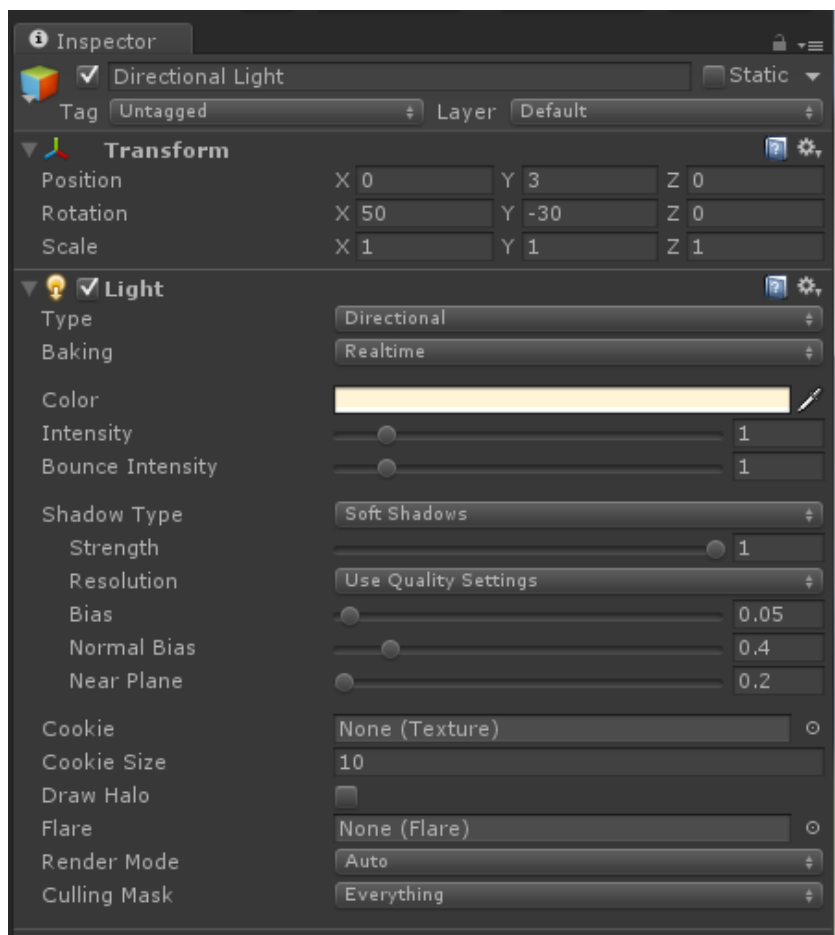 Inspector
Directional Light Static
Tag Untagged Layer Default
Transform
Position X 0 Y 3 Z 0
Rotation X 50 Y -30 Z 0
Scale X 1 Y 1 Z 1
Light
Type Directional
Baking Realtime
Color
Intensity 1
Bounce Intensity 1
Shadow Type Soft Shadows
Strength 1
Resolution Use Quality Settings
Bias 0.05
Normal Bias 0.4
Near Plane 0.2
Cookie None (Texture)
Cookie Size 10
Draw Halo
Flare None (Flare)
Render Mode Auto
Culling Mask Everything